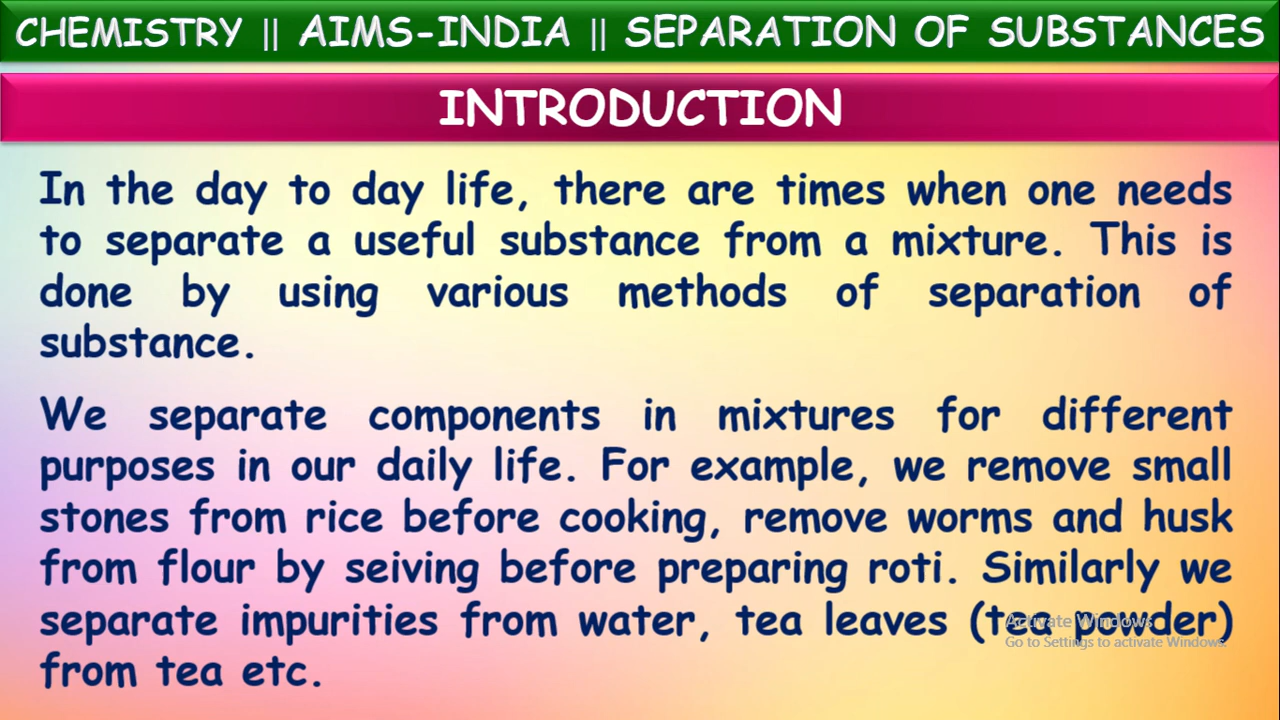 CHEMISTRY || AIMS-INDIA || SEPARATION OF SUBSTANCES
INTRODUCTION
In the day to day life, there are times when one needs
to separate a useful substance from a mixture. This is
done by using various methods of separation of
substance.
We separate components in mixtures for different
purposes in our daily life. For example, we remove small
stones from rice before cooking, remove worms and husk
from flour by seiving before preparing roti. Similarly we
separate impurities from water, tea leaves (tea powder)
from tea etc.
Activate Windows
Go to Settings to activate Windows.